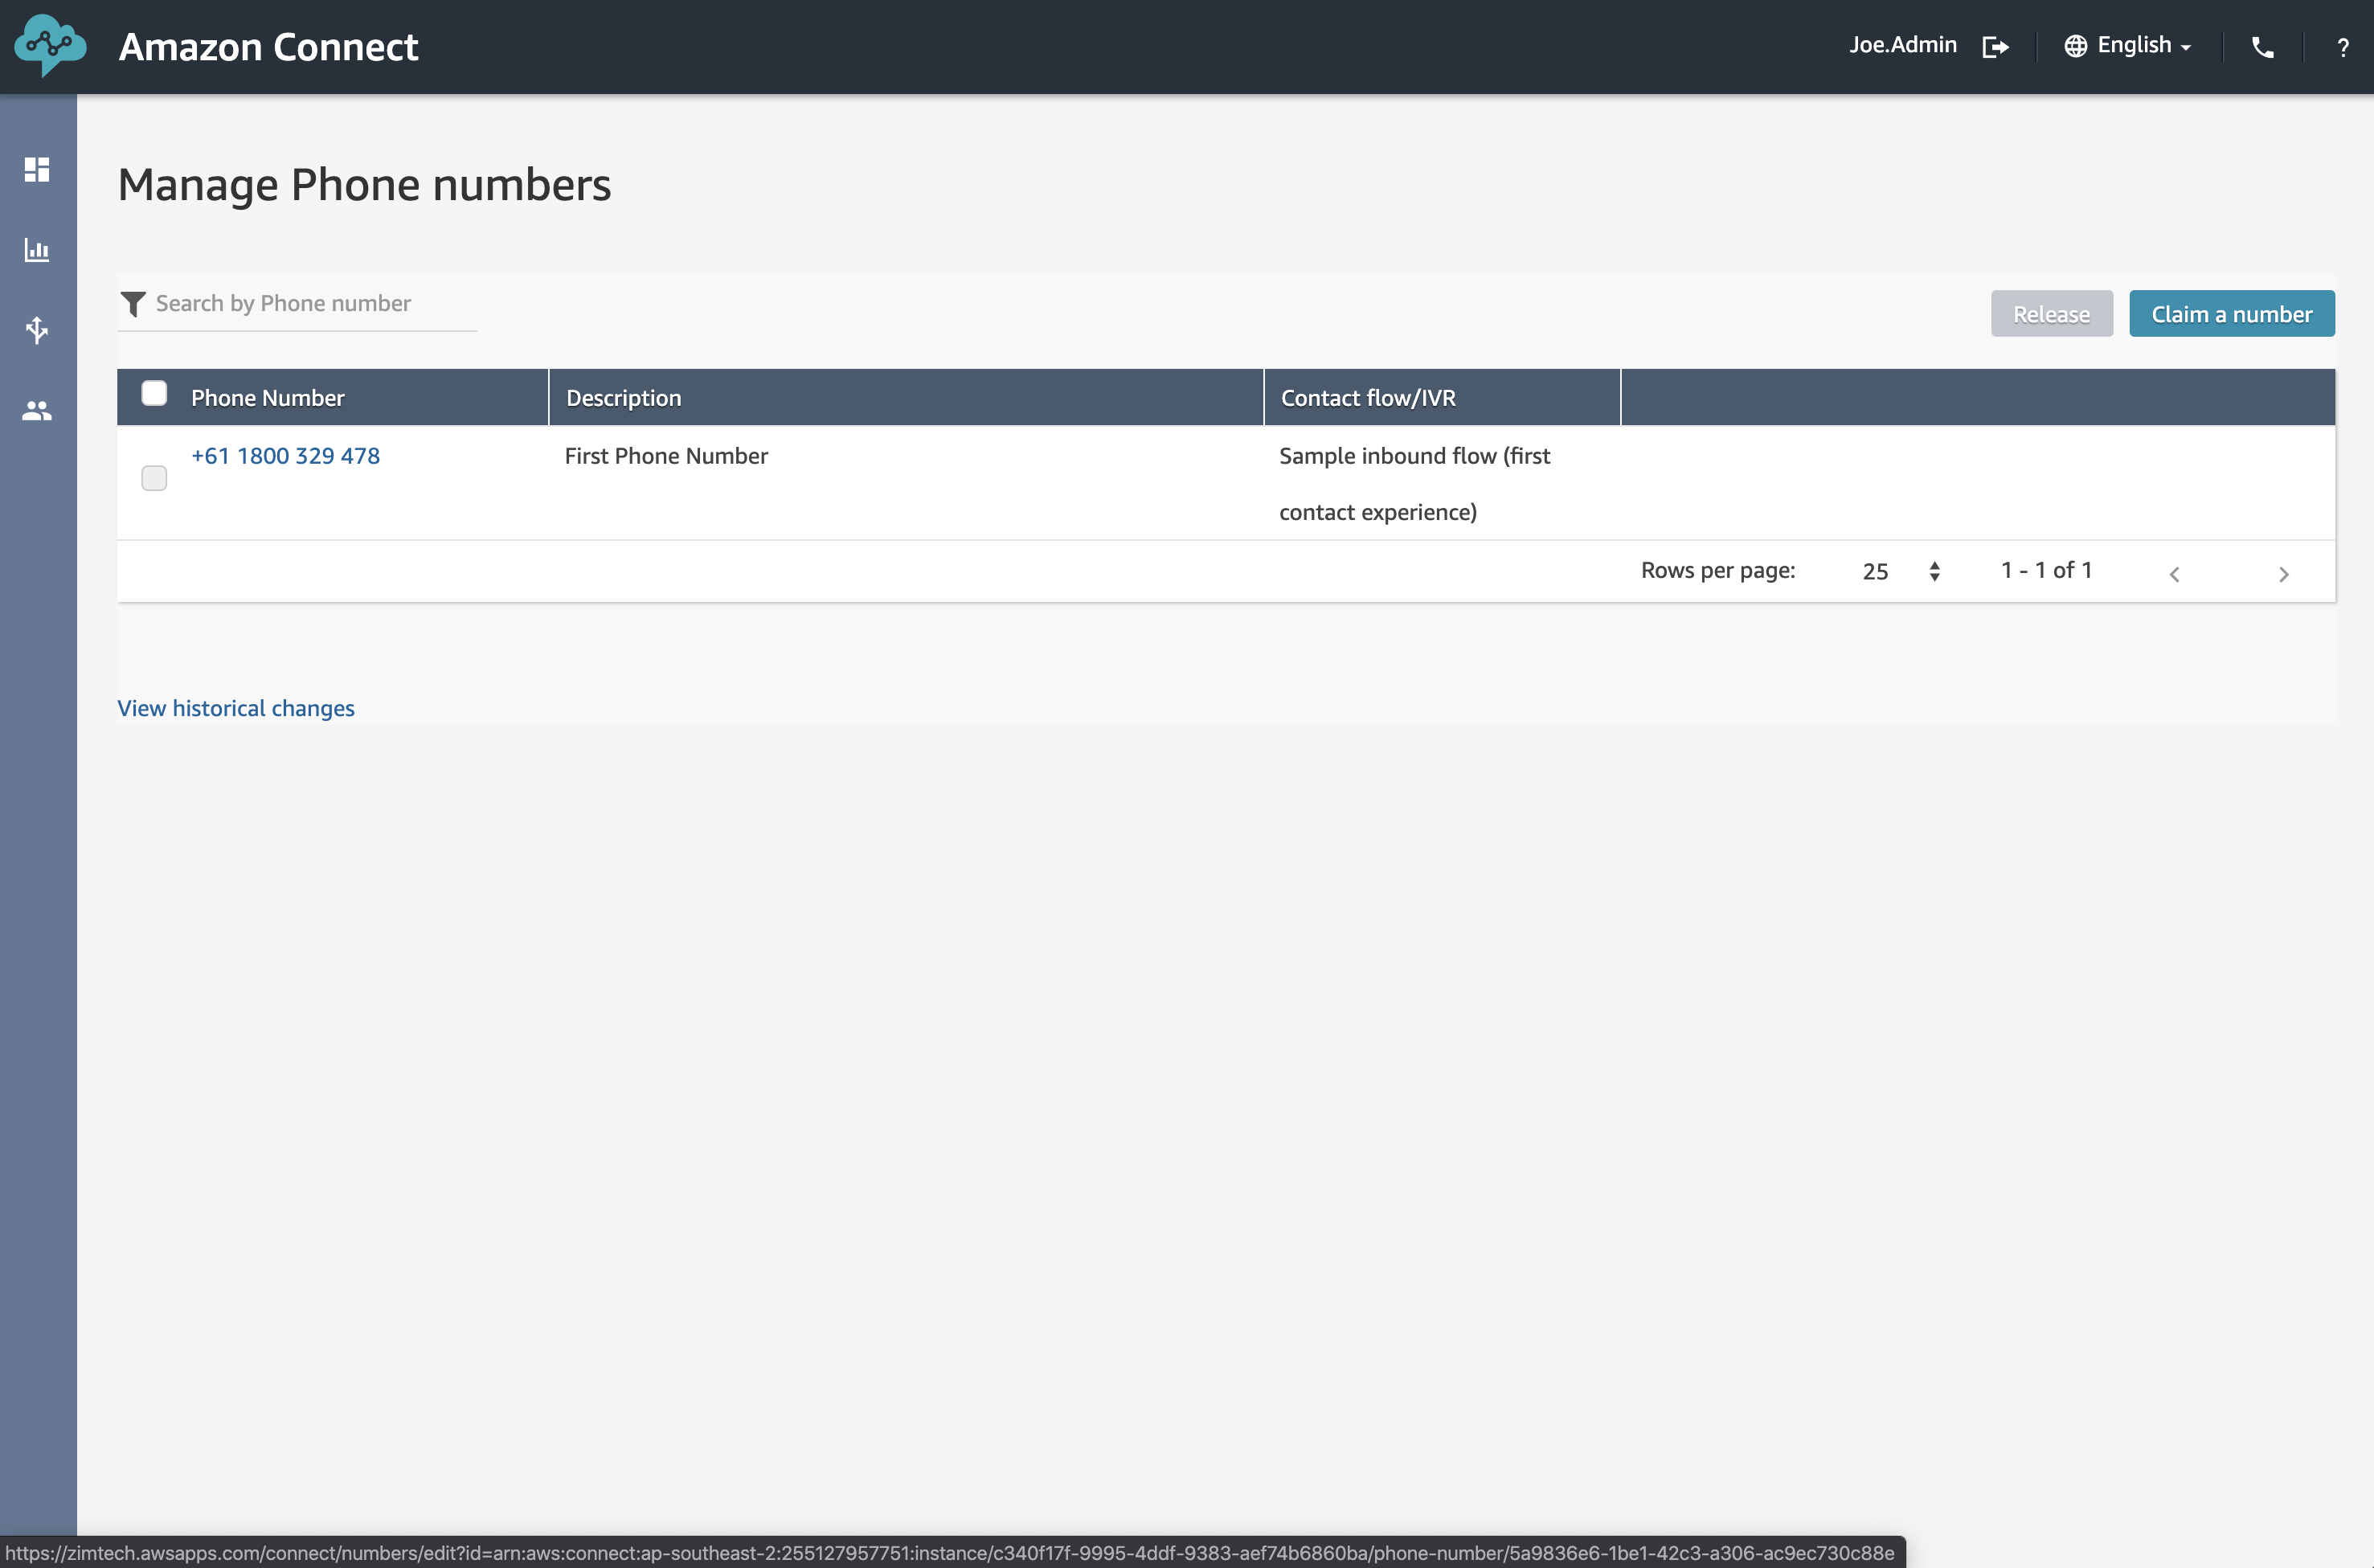 Amazon Connect
Joe.Admin
English
?
Manage Phone numbers
Search by Phone number
Release
Claim a number
Phone Number
Description
Contact flow/IVR
+61 1800 329 478
First Phone Number
Sample inbound flow (first
contact experience)
Rows per page:
25
1 - 1 of 1
View historical changes
https://zimtech.awsapps.com/connect/numbers/edit?id=arn:aws:connect:ap-southeast-2:255127957751:instance/c340f17f-9995-4ddf-9383-aef74b6860ba/phone-number/5a9836e6-1be1-42c3-a306-ac9ec730c88e